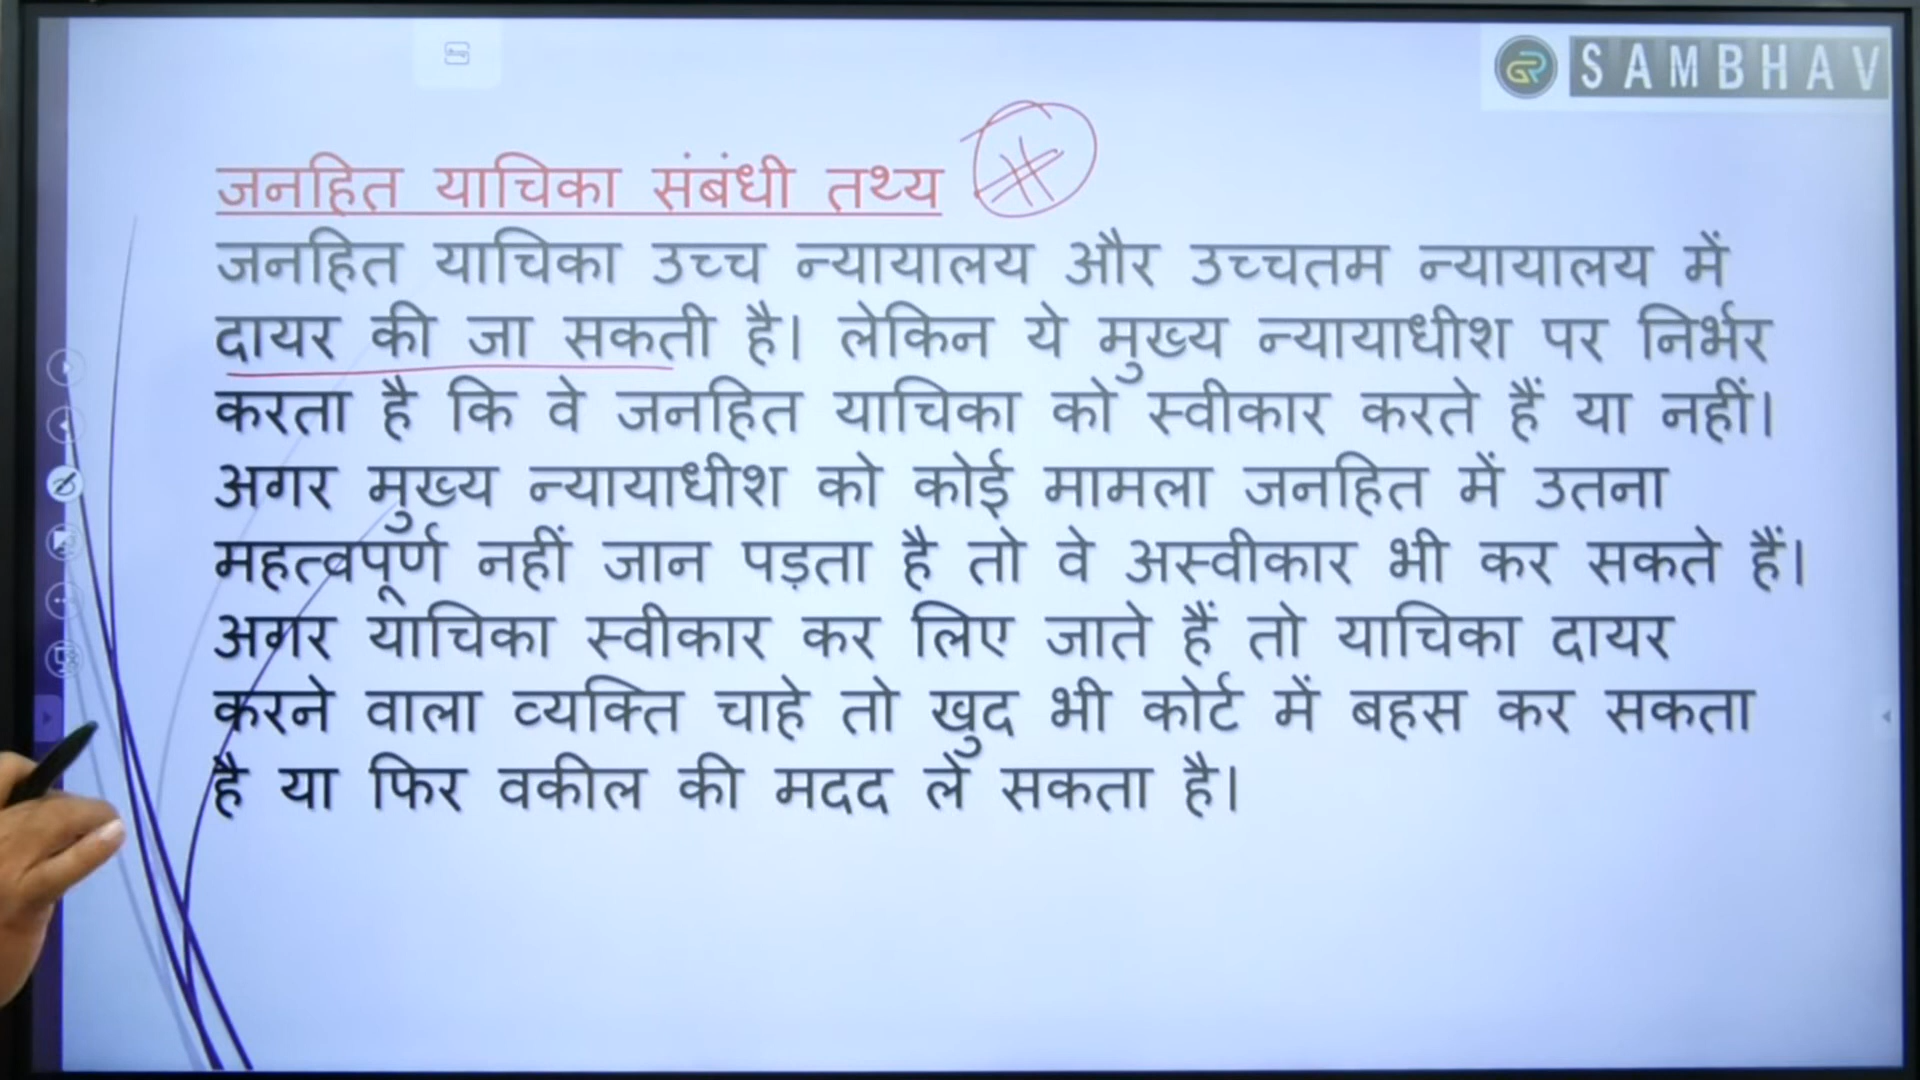 SAMBHAV
जनहित याचिका संबंधी तथ्य
जनहित याचिका उच्च न्यायालय और उच्चतम न्यायालय में
दायर की जा सकती है। लेकिन ये मुख्य न्यायाधीश पर निर्भर
करता है कि वे जनहित याचिका को स्वीकार करते हैं या नहीं।
अगर मुख्य न्यायाधीश को कोई मामला जनहित में उतना
महत्वपूर्ण नहीं जान पड़ता है तो वे अस्वीकार भी कर सकते हैं।
अगर याचिका स्वीकार कर लिए जाते हैं तो याचिका दायर
करने वाला व्यक्ति चाहे तो खुद भी कोर्ट में बहस कर सकता
है या फिर वकील की मदद ले सकता है।